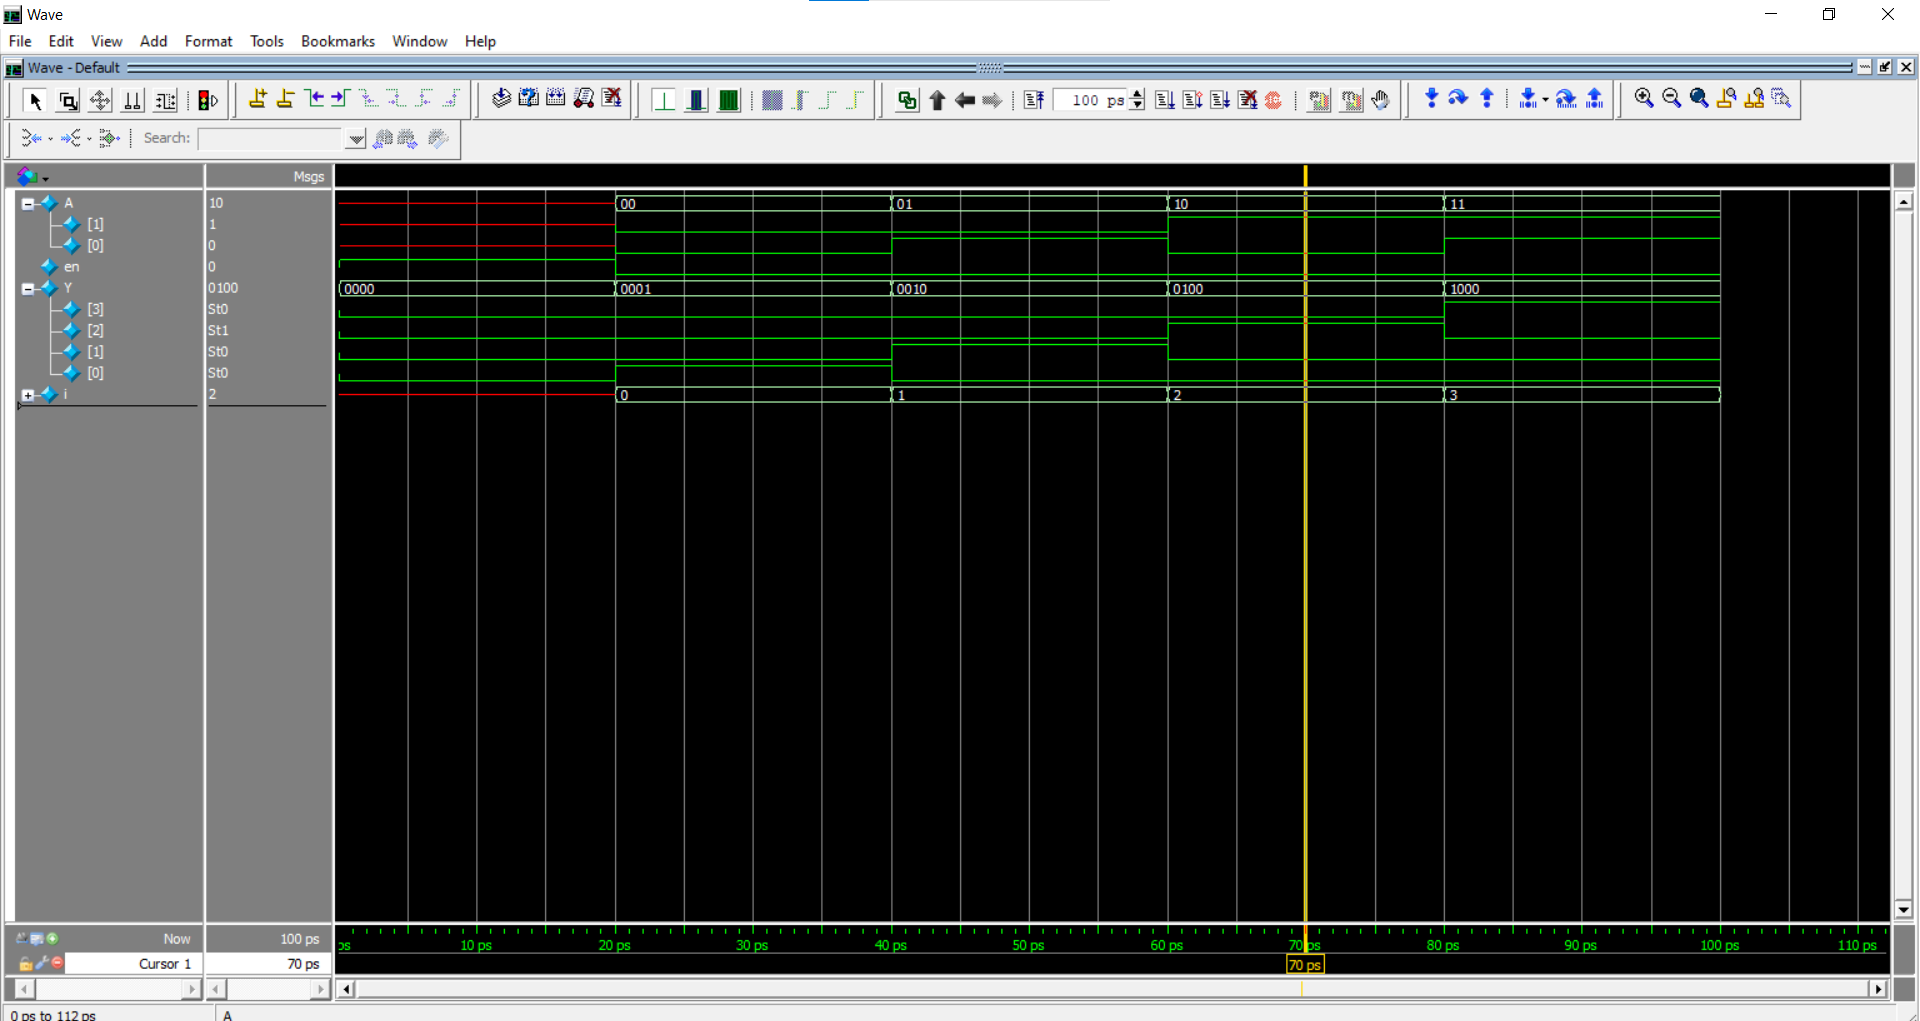 Wave
File Edit View Add Format Tools Bookmarks Window Help
Wave - Default
100 ps
Search:
Msgs
A 10 00 01 10 11
[1] 1
[0] 0
en 0
Y 0100 0000 0001 0010 0100 1000
[3] St0
[2] St1
[1] St0
[0] St0
i 2 0 1 2 3
Now 100 ps ps 10 ps 20 ps 30 ps 40 ps 50 ps 60 ps 70 ps 80 ps 90 ps 100 ps 110 ps
Cursor 1 70 ps 70 ps
0 ps to 112 ps A